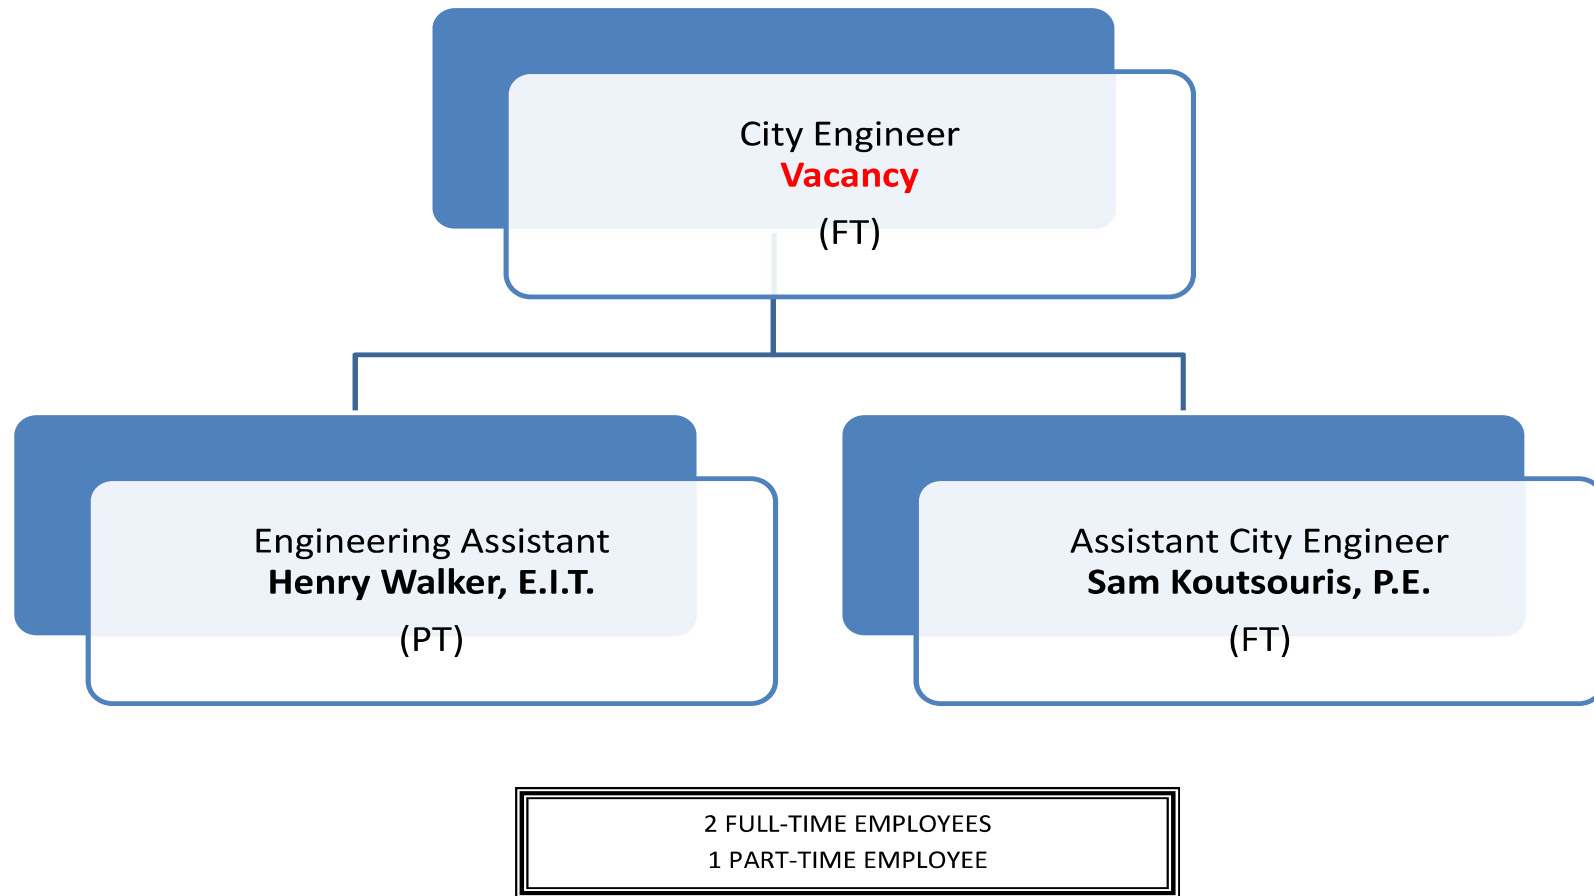 City Engineer
Vacancy
(FT)
Engineering Assistant
Henry Walker, E.I.T.
(PT)
Assistant City Engineer
Sam Koutsouris, P.E.
(FT)
2 FULL-TIME EMPLOYEES
1 PART-TIME EMPLOYEE